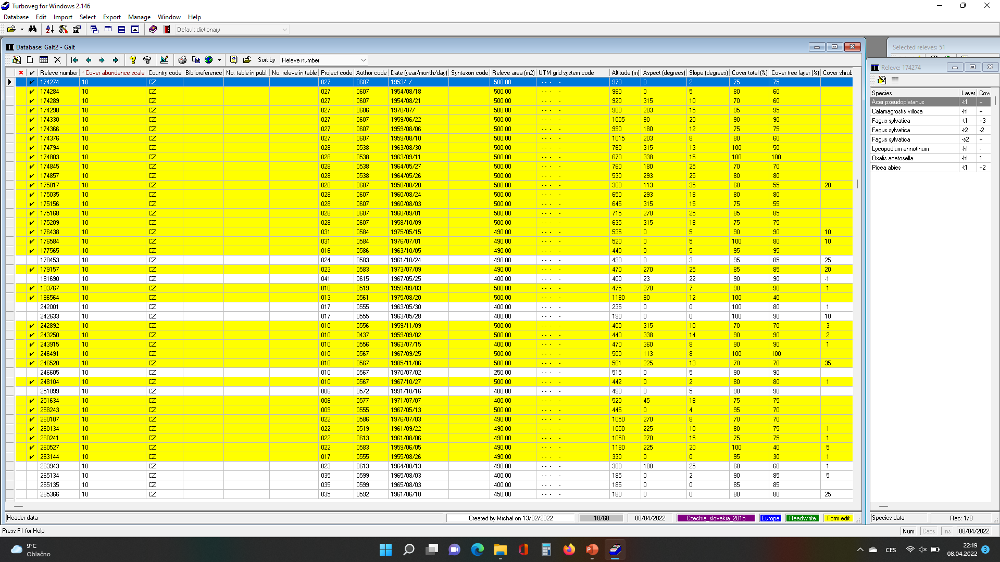 Turboveg for Windows 2.146
Database Edit Import Select Export Manage Window Help
Default dictionary
Database: Galt2 - Galt
Selected releves: 51
Sort by Releve number
Releve: 174274
Releve number * Cover abundance scale Country code Biblioreference No. table in publ. No. releve in table Project code Author code Date (year/month/day) Syntaxon code Releve area (m2) UTM grid system code Altitude (m) Aspect (degrees) Slope (degrees) Cover total (%) Cover tree layer (%) Cover shrub
174274 10 CZ 027 0607 1953/ / 500.00 - - - - 970 0 2 75 75
174284 10 CZ 027 0607 1954/08/18 500.00 - - - - 960 0 5 80 60
174289 10 CZ 027 0607 1954/08/21 500.00 - - - - 920 315 10 70 60
174298 10 CZ 027 0606 1970/07/ 500.00 - - - - 900 203 15 95 95
174330 10 CZ 027 0607 1959/06/22 500.00 - - - - 1005 90 20 90 90
174366 10 CZ 027 0607 1959/08/06 500.00 - - - - 990 180 12 75 75
174376 10 CZ 027 0607 1959/08/10 500.00 - - - - 1015 203 8 80 60
174794 10 CZ 028 0538 1963/08/30 500.00 - - - - 760 315 13 100 50
174803 10 CZ 028 0538 1963/09/11 500.00 - - - - 670 338 15 100 100
174845 10 CZ 028 0538 1964/05/27 500.00 - - - - 760 180 25 70 70
174857 10 CZ 028 0538 1964/05/26 500.00 - - - - 530 293 25 80 80
175017 10 CZ 028 0607 1958/08/20 500.00 - - - - 360 113 35 60 55 20
175035 10 CZ 028 0607 1960/08/24 500.00 - - - - 650 293 18 80 80
175156 10 CZ 028 0607 1960/08/03 500.00 - - - - 645 315 15 75 55
175168 10 CZ 028 0607 1960/09/01 500.00 - - - - 715 270 25 85 85
175209 10 CZ 028 0607 1958/10/09 500.00 - - - - 635 315 18 75 75
176438 10 CZ 031 0584 1975/05/15 490.00 - - - - 535 0 5 90 90 10
176584 10 CZ 031 0584 1976/07/01 490.00 - - - - 520 0 5 100 80 10
177565 10 CZ 016 0586 1963/10/05 490.00 - - - - 440 0 5 95 95
178453 10 CZ 024 0583 1961/10/24 490.00 - - - - 430 0 3 95 85 25
179157 10 CZ 023 0583 1973/07/09 490.00 - - - - 470 270 25 85 85 20
181690 10 CZ 041 0615 1967/05/25 400.00 - - - - 400 23 22 90 90 -1
193767 10 CZ 018 0519 1959/09/03 500.00 - - - - 475 270 7 90 90 1
196564 10 CZ 013 0561 1975/08/20 500.00 - - - - 1180 90 12 100 40
242001 10 CZ 017 0555 1963/05/30 400.00 - - - - 235 0 0 100 80 1
242633 10 CZ 017 0555 1963/05/28 400.00 - - - - 190 0 0 100 90 10
242892 10 CZ 010 0556 1959/11/09 500.00 - - - - 400 315 10 70 70 3
243250 10 CZ 010 0437 1959/09/02 500.00 - - - - 440 338 14 90 90 2
243915 10 CZ 010 0556 1963/07/15 400.00 - - - - 470 360 8 90 90 1
246491 10 CZ 010 0567 1967/09/25 500.00 - - - - 500 113 8 100 100
246520 10 CZ 010 0567 1985/11/06 500.00 - - - - 561 225 13 70 70 35
246605 10 CZ 010 0567 1970/07/02 250.00 - - - - 515 0 5 90 90
248104 10 CZ 010 0567 1967/10/27 500.00 - - - - 442 0 2 80 80 1
251099 10 CZ 006 0572 1991/10/16 400.00 - - - - 490 0 5 90 90
251634 10 CZ 006 0577 1971/07/07 400.00 - - - - 520 45 18 75 75
258243 10 CZ 009 0555 1967/05/13 500.00 - - - - 445 0 4 95 70
260107 10 CZ 022 0586 1976/07/03 490.00 - - - - 1050 270 8 70 70
260134 10 CZ 022 0519 1961/09/22 490.00 - - - - 1050 225 10 80 75 1
260241 10 CZ 022 0613 1961/08/06 490.00 - - - - 1050 270 15 75 75 1
260527 10 CZ 022 0583 1959/06/05 490.00 - - - - 1180 225 20 100 40 5
263144 10 CZ 017 0555 1955/08/26 490.00 - - - - 330 0 0 95 30 1
263943 10 CZ 023 0613 1964/08/13 490.00 - - - - 300 180 25 60 60 1
265134 10 CZ 035 0599 1965/08/03 400.00 - - - - 185 0 2 90 85 5
265135 10 CZ 035 0599 1965/08/03 400.00 - - - - 185 0 0 85 85
265366 10 CZ 035 0592 1961/06/10 450.00 - - - - 180 0 0 80 80 25
Species Layer Cov
Acer pseudoplatanus -t1 +
Calamagrostis villosa -hl +
Fagus sylvatica -t1 +3
Fagus sylvatica -t2 -2
Fagus sylvatica -s2 +
Lycopodium annotinum -hl -
Oxalis acetosella -hl 1
Picea abies -t1 +2
Header data Created by Michal on 13/02/2022 18/68 08/04/2022 Czechia_slovakia_2015 Europe ReadWrite Form edit
Species data Rec: 1/8
Press F1 for Help Num Caps Ins 08/04/2022
9°C
Oblačno
CES
22:19
08.04.2022
3